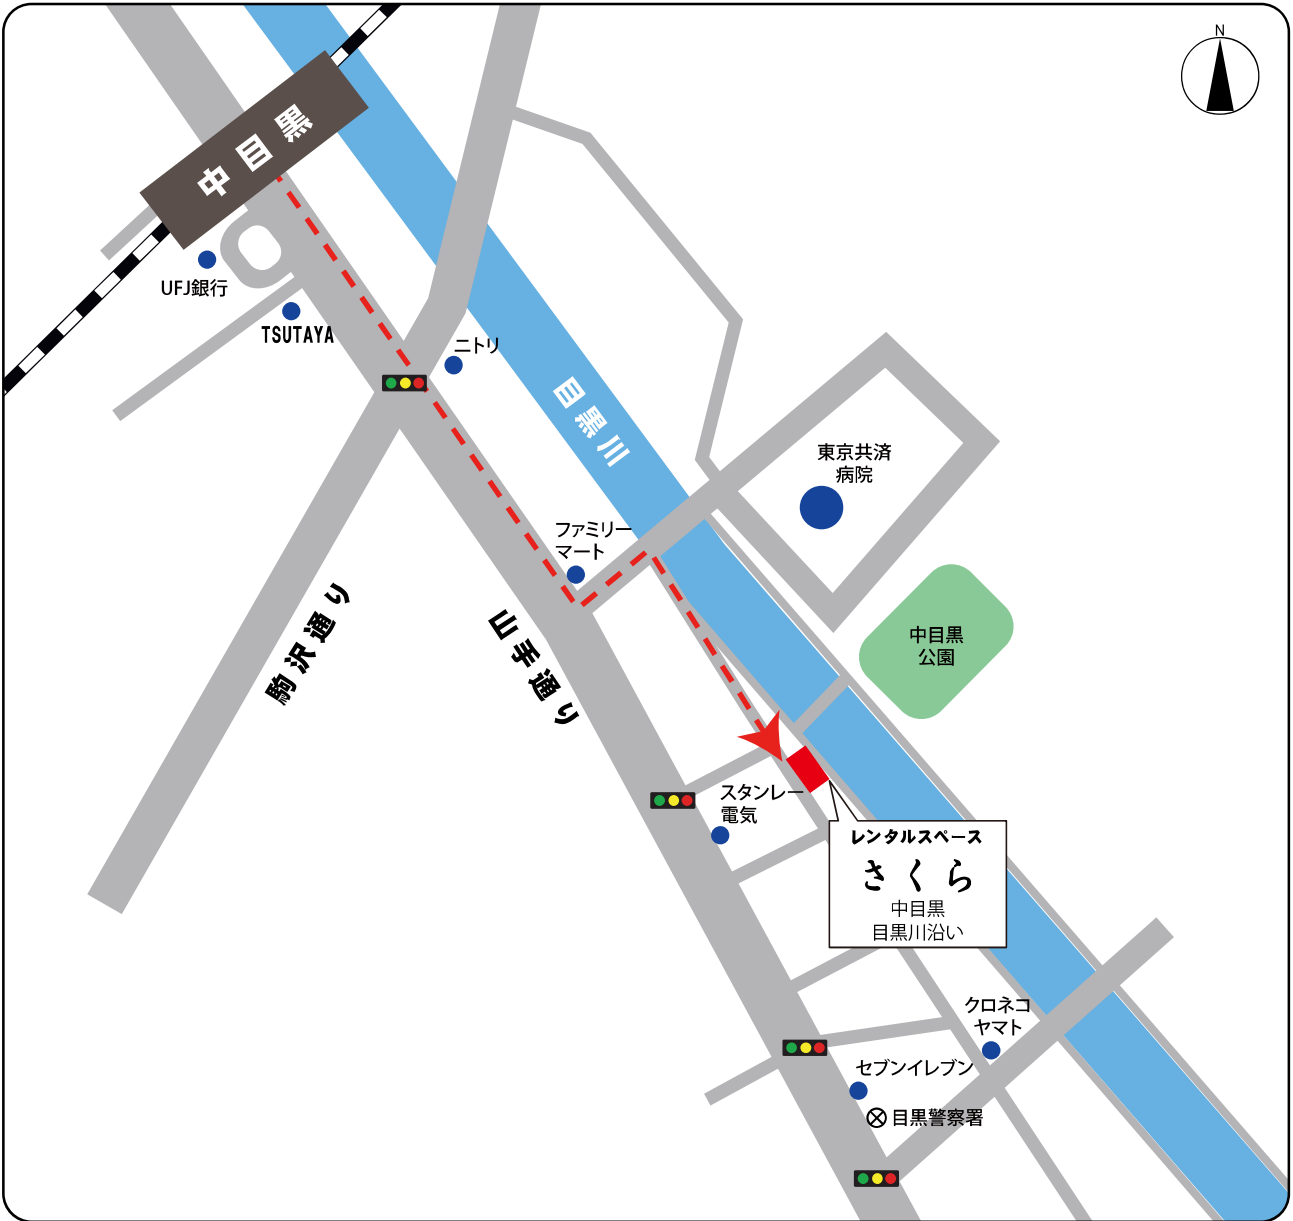 N
中目黒
UFJ銀行
TSUTAYA
ニトリ
目黒川
東京共済
病院
ファミリー
マート
駒沢通り
山手通り
中目黒
公園
スタンレー
電気
レンタルスペース
さくら
中目黒
目黒川沿い
クロネコ
ヤマト
セブンイレブン
目黒警察署